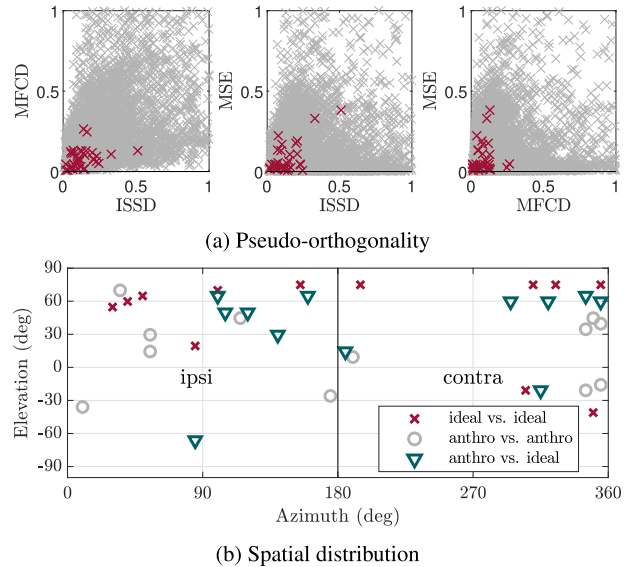 1
0.5
0
0
0.5
1
MFCD
ISSD
1
0.5
0
0
0.5
1
MSE
ISSD
1
0.5
0
0
0.5
1
MSE
MFCD
(a) Pseudo-orthogonality
90
60
30
0
-30
-60
-90
Elevation (deg)
ipsi
contra
ideal vs. ideal
anthro vs. anthro
anthro vs. ideal
0
90
180
270
360
Azimuth (deg)
(b) Spatial distribution